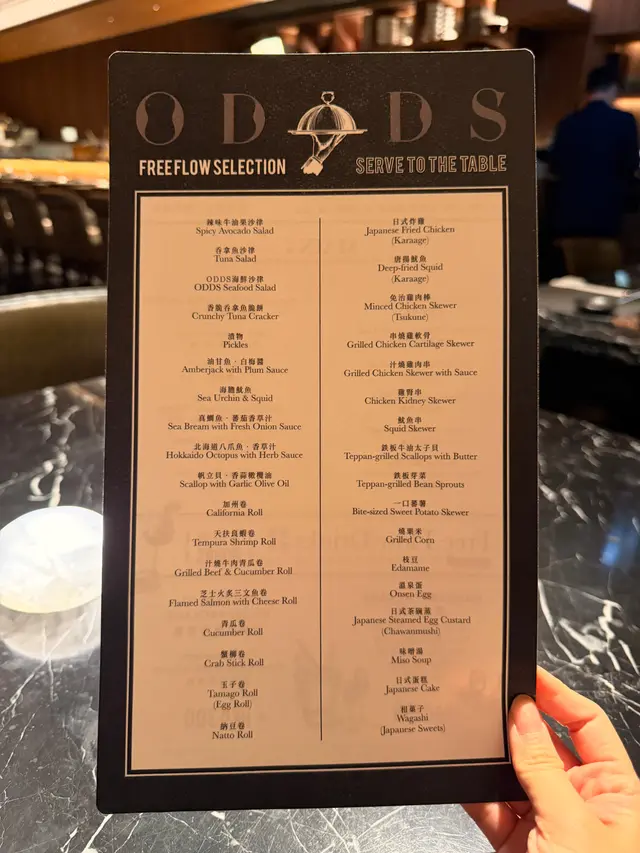 ODDDS
FREE FLOW SELECTION
SERVE TO THE TABLE
辣味牛油果沙律
Spicy Avocado Salad
吞拿魚沙律
Tuna Salad
ODDS海鮮沙律
ODDS Seafood Salad
香脆吞拿魚脆餅
Crunchy Tuna Cracker
漬物
Pickles
油甘魚．白梅醬
Amberjack with Plum Sauce
海膽魷魚
Sea Urchin & Squid
真鯛魚．番茄香草汁
Sea Bream with Fresh Onion Sauce
北海道八爪魚．香草汁
Hokkaido Octopus with Herb Sauce
帆立貝．香蒜橄欖油
Scallop with Garlic Olive Oil
加州卷
California Roll
天扶良蝦卷
Tempura Shrimp Roll
汁燒牛肉青瓜卷
Grilled Beef & Cucumber Roll
芝士火炙三文魚卷
Flamed Salmon with Cheese Roll
青瓜卷
Cucumber Roll
蟹柳卷
Crab Stick Roll
玉子卷
Tamago Roll
(Egg Roll)
納豆卷
Natto Roll
日式炸雞
Japanese Fried Chicken
(Karaage)
唐揚魷魚
Deep-fried Squid
(Karaage)
免治雞肉棒
Minced Chicken Skewer
(Tsukune)
串燒雞軟骨
Grilled Chicken Cartilage Skewer
汁燒雞肉串
Grilled Chicken Skewer with Sauce
雞腎串
Chicken Kidney Skewer
魷魚串
Squid Skewer
鉄板牛油太子貝
Teppan-grilled Scallops with Butter
鉄板芽菜
Teppan-grilled Bean Sprouts
一口蕃薯
Bite-sized Sweet Potato Skewer
燒粟米
Grilled Corn
枝豆
Edamame
溫泉蛋
Onsen Egg
日式茶碗蒸
Japanese Steamed Egg Custard
(Chawanmushi)
味噌湯
Miso Soup
日式蛋糕
Japanese Cake
和菓子
Wagashi
(Japanese Sweets)